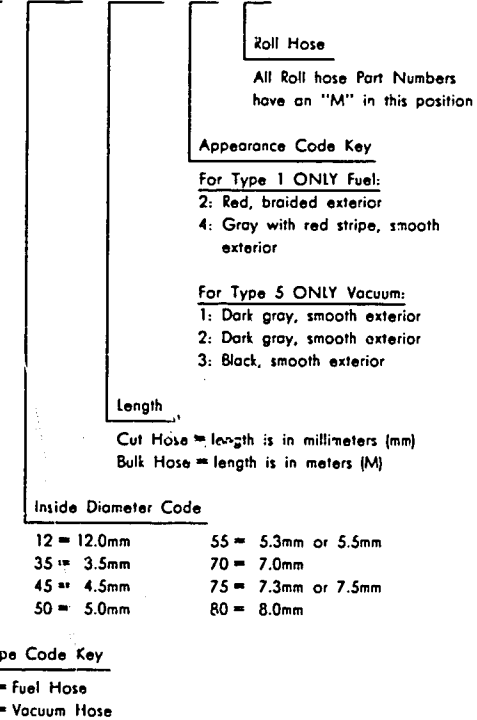 Roll Hose
All Roll hose Part Numbers
have an "M" in this position
Appearance Code Key
For Type 1 ONLY Fuel:
2: Red, braided exterior
4: Gray with red stripe, smooth
exterior
For Type 5 ONLY Vacuum:
1: Dark gray, smooth exterior
2: Dark gray, smooth exterior
3: Black, smooth exterior
Length
Cut Hose = length is in millimeters (mm)
Bulk Hose = length is in meters (M)
Inside Diameter Code
12 = 12.0mm 55 = 5.3mm or 5.5mm
35 = 3.5mm 70 = 7.0mm
45 = 4.5mm 75 = 7.3mm or 7.5mm
50 = 5.0mm 80 = 8.0mm
pe Code Key
= Fuel Hose
= Vacuum Hose